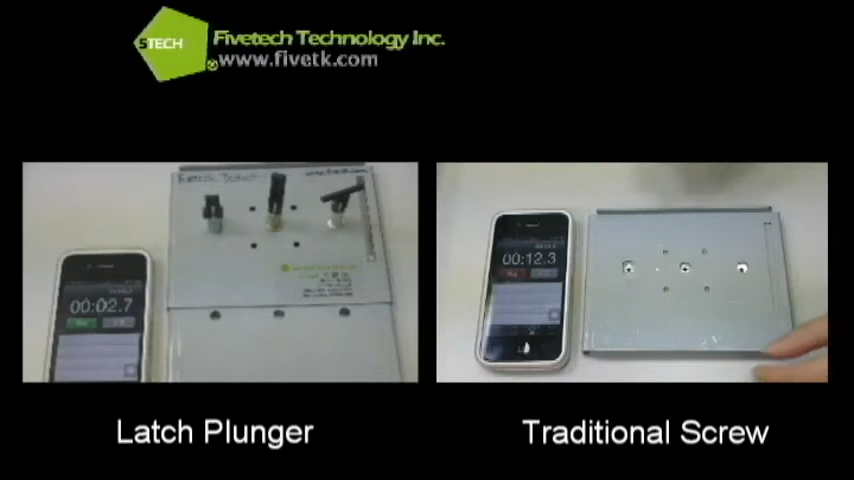 5TECH
Fivetech Technology Inc.
www.fivetk.com
00:02.7
00:12.3
Latch Plunger
Traditional Screw